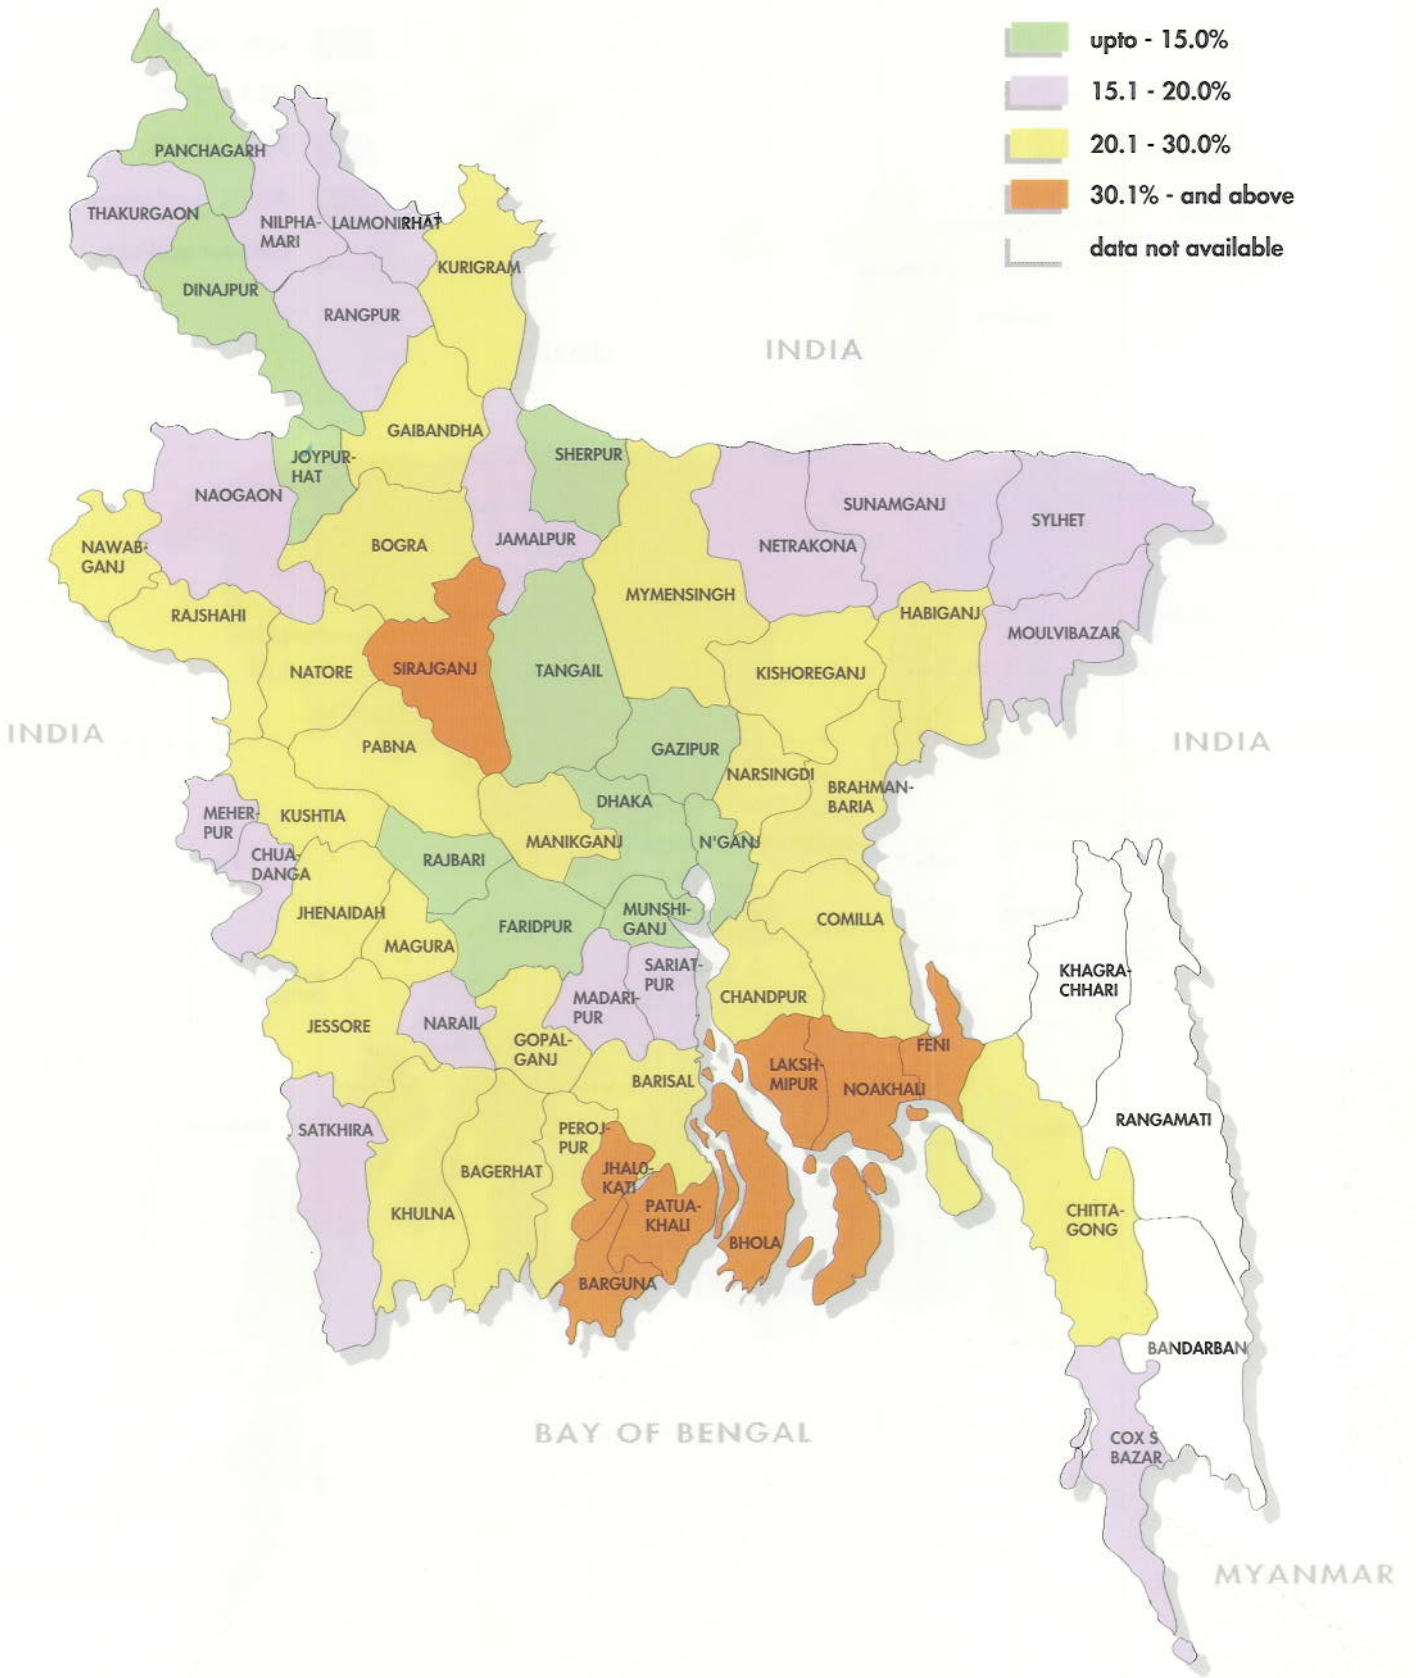 upto - 15.0%
15.1 - 20.0%
20.1 - 30.0%
30.1% - and above
data not available
PANCHAGARH
THAKURGAON
NILPHA-
MARI
LALMONIRHAT
KURIGRAM
DINAJPUR
RANGPUR
INDIA
GAIBANDHA
JOYPUR-
HAT
SHERPUR
NAOGAON
SUNAMGANJ
SYLHET
JAMALPUR
BOGRA
NETRAKONA
NAWAB-
GANJ
MYMENSINGH
RAJSHAHI
HABIGANJ
MOULVIBAZAR
NATORE
SIRAJGANJ
TANGAIL
KISHOREGANJ
INDIA
PABNA
GAZIPUR
INDIA
NARSINGDI
BRAHMAN-
BARIA
DHAKA
MEHER-
PUR
KUSHTIA
MANIKGANJ
N'GANJ
CHUA-
DANGA
RAJBARI
JHENAIDAH
MAGURA
FARIDPUR
MUNSHI-
GANJ
COMILLA
KHAGRA-
CHHARI
SARIAT-
PUR
MADARI-
PUR
CHANDPUR
JESSORE
NARAIL
GOPAL-
GANJ
FENI
LAKSH-
MIPUR
NOAKHALI
BARISAL
RANGAMATI
SATKHIRA
PEROJ-
PUR
BAGERHAT
JHALO-
KATI
KHULNA
PATUA-
KHALI
CHITTA-
GONG
BHOLA
BARGUNA
BANDARBAN
BAY OF BENGAL
COX S
BAZAR
MYANMAR